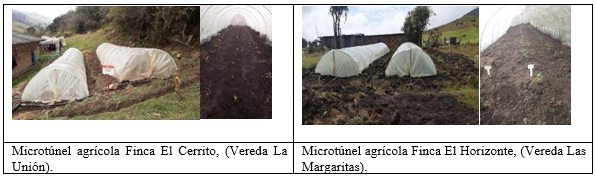 Microtúnel agrícola Finca El Cerrito, (Vereda La
Unión).
Microtúnel agrícola Finca El Horizonte, (Vereda Las
Margaritas).